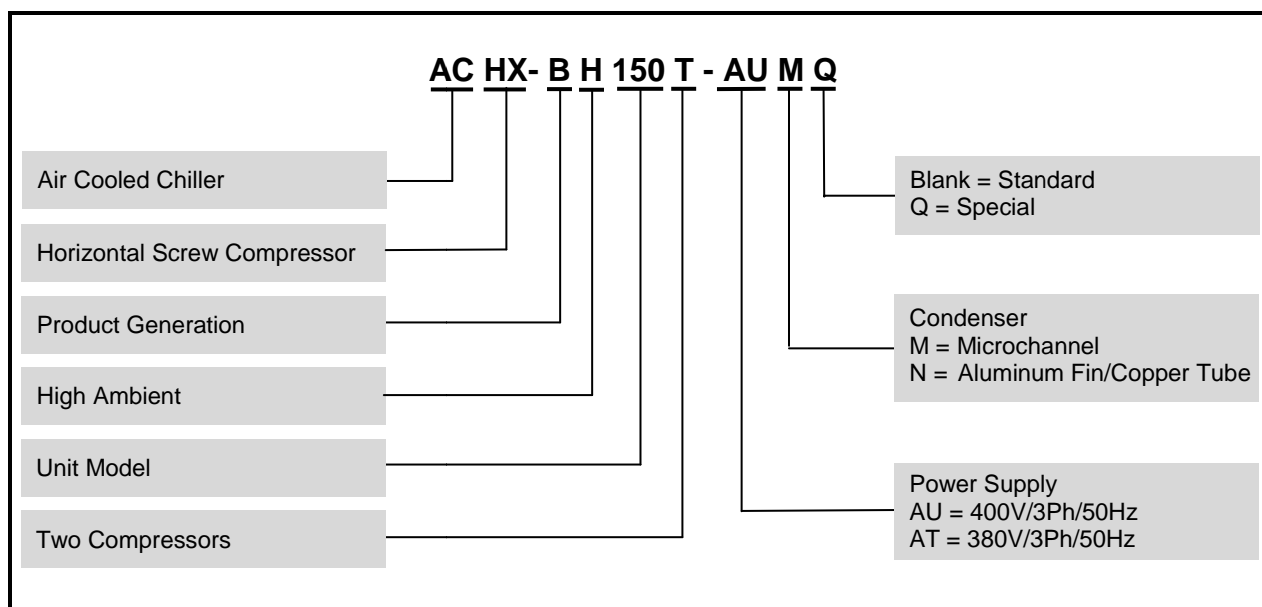 AC HX- B H 150 T - AU M Q
Air Cooled Chiller
Horizontal Screw Compressor
Product Generation
High Ambient
Unit Model
Two Compressors
Blank = Standard
Q = Special
Condenser
M = Microchannel
N = Aluminum Fin/Copper Tube
Power Supply
AU = 400V/3Ph/50Hz
AT = 380V/3Ph/50Hz